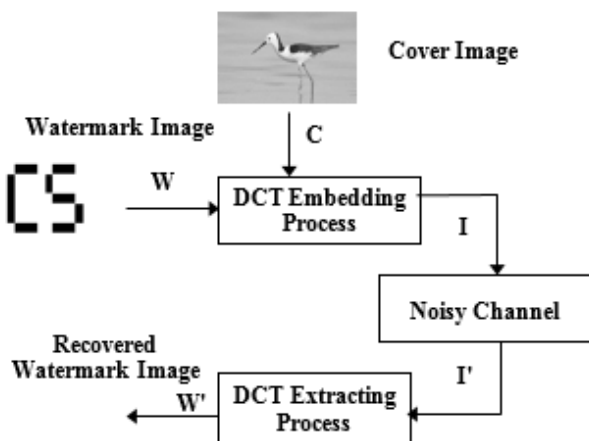 Cover Image
Watermark Image
C
CS
W
DCT Embedding
Process
I
Noisy Channel
Recovered
Watermark Image
I'
W'
DCT Extracting
Process